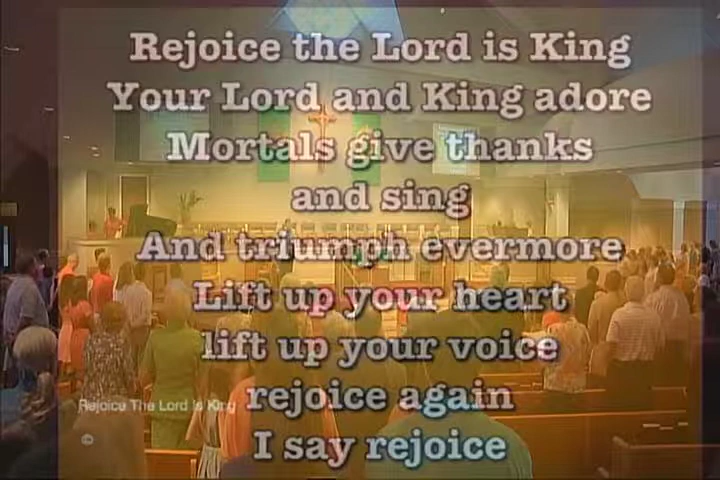 Rejoice the Lord is King
Your Lord and King adore
Mortals give thanks
and sing
And triumph evermore
Lift up your heart
lift up your voice
rejoice again
I say rejoice
Rejoice The Lord Is King
©